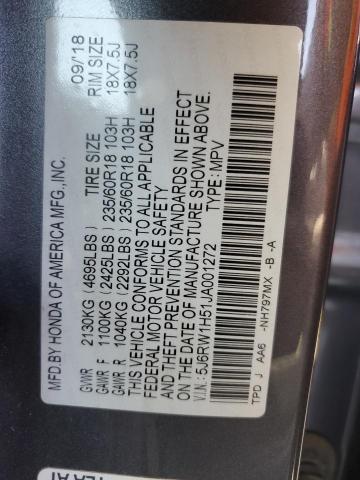 MFD.BY HONDA OF AMERICA MFG.,INC. 09/'18
TIRE SIZE RIM SIZE
GVWR 2130KG (4695LBS)
GAWR F 1100KG (2425LBS) 235/60R18 103H 18X7.5J
GAWR R 1040KG (2292LBS) 235/60R18 103H 18X7.5J
THIS VEHICLE CONFORMS TO ALL APPLICABLE
FEDERAL MOTOR VEHICLE SAFETY
AND THEFT PREVENTION STANDARDS IN EFFECT
ON THE DATE OF MANUFACTURE SHOWN ABOVE.
V.I.N.: 5J8RW1H51JA001272 TYPE: MPV
TPD J AA6 -NH797MX -B -A